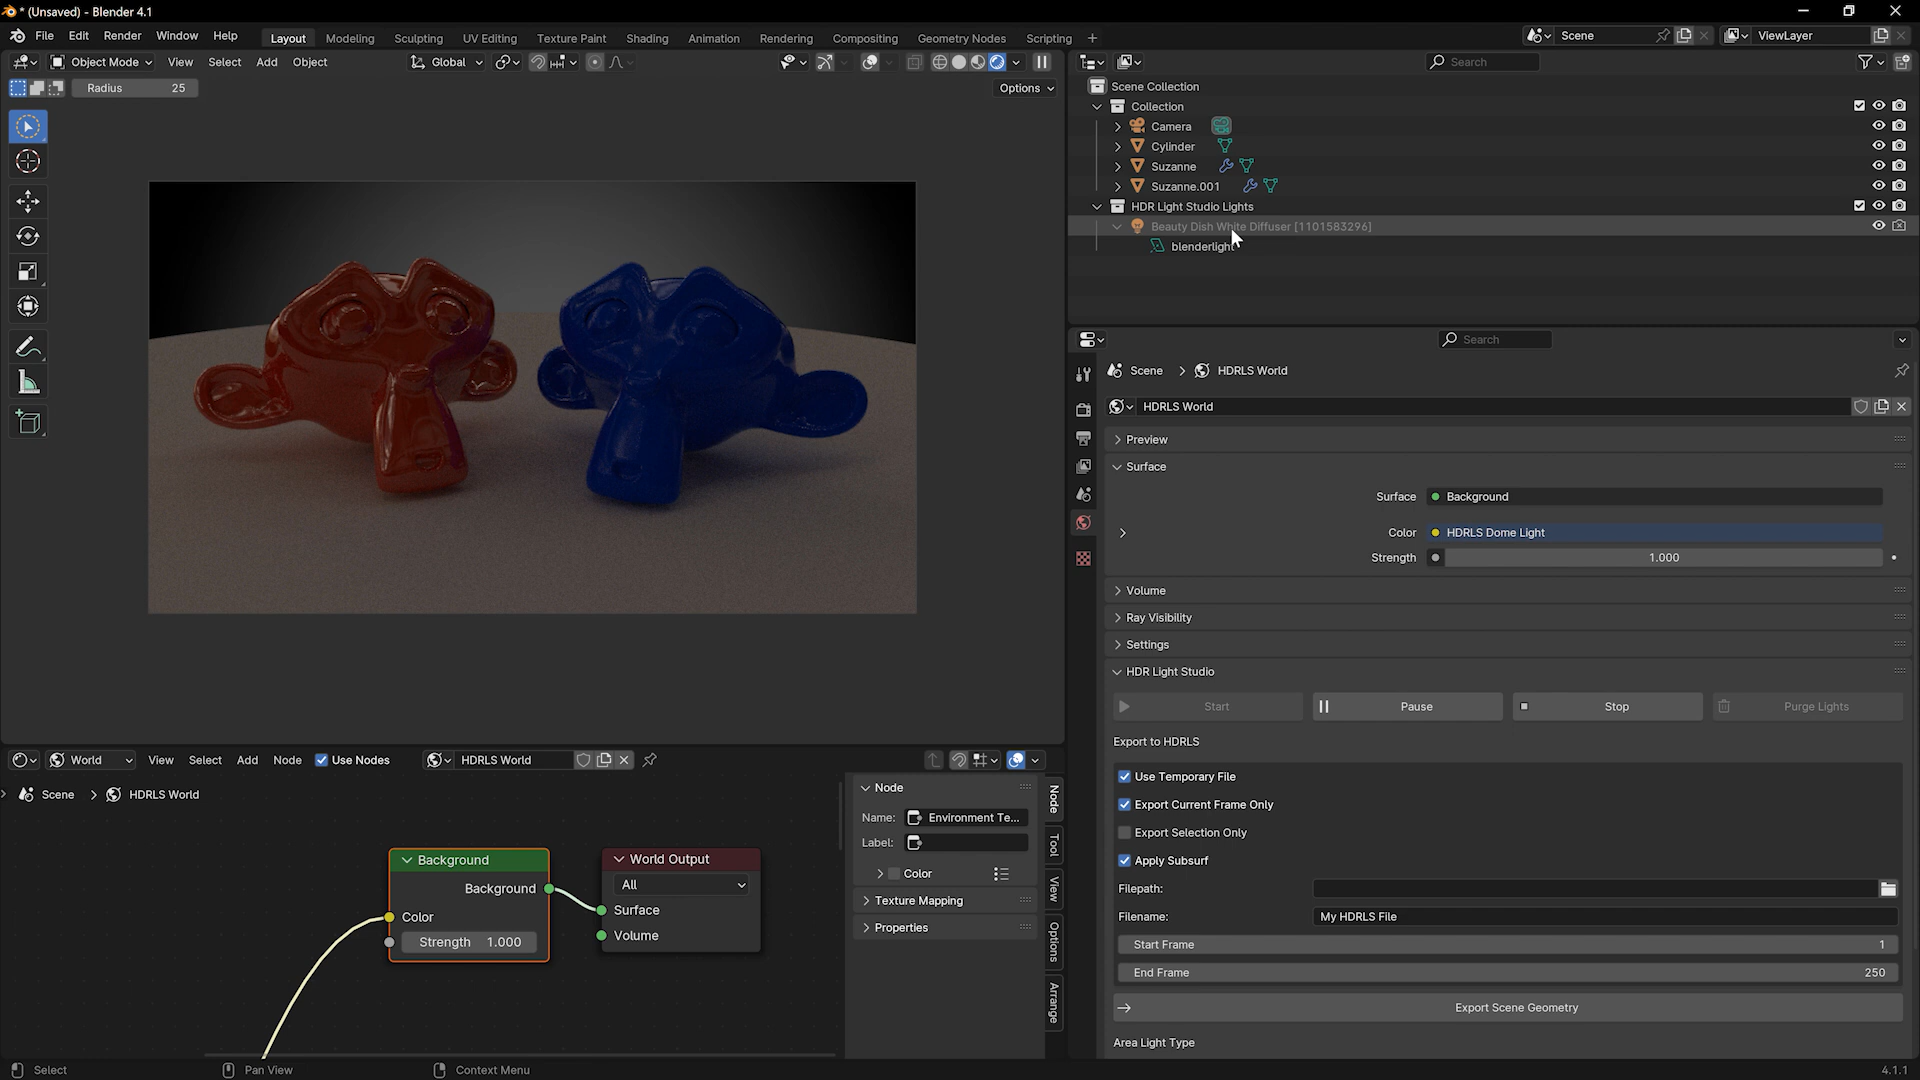 * (Unsaved) - Blender 4.1
File Edit Render Window Help
Layout Modeling Sculpting UV Editing Texture Paint Shading Animation Rendering Compositing Geometry Nodes Scripting +
Scene
ViewLayer
Object Mode View Select Add Object
Global
Radius 25
Options
Search
Scene Collection
Collection
Camera
Cylinder
Suzanne
Suzanne.001
HDR Light Studio Lights
Beauty Dish White Diffuser [1101583296]
blenderlight
Search
Scene > HDRLS World
HDRLS World
Preview
Surface
Surface Background
Color HDRLS Dome Light
Strength 1.000
Volume
Ray Visibility
Settings
HDR Light Studio
Start Pause Stop Purge Lights
Export to HDRLS
Use Temporary File
Export Current Frame Only
Export Selection Only
Apply Subsurf
Filepath:
Filename: My HDRLS File
Start Frame 1
End Frame 250
Export Scene Geometry
Area Light Type
World View Select Add Node Use Nodes HDRLS World
Scene > HDRLS World
Background
Background
Color
Strength 1.000
World Output
All
Surface
Volume
Node
Name: Environment Te...
Label:
Color
Texture Mapping
Properties
Node
Tool
View
Options
Arrange
Select Pan View Context Menu
4.1.1